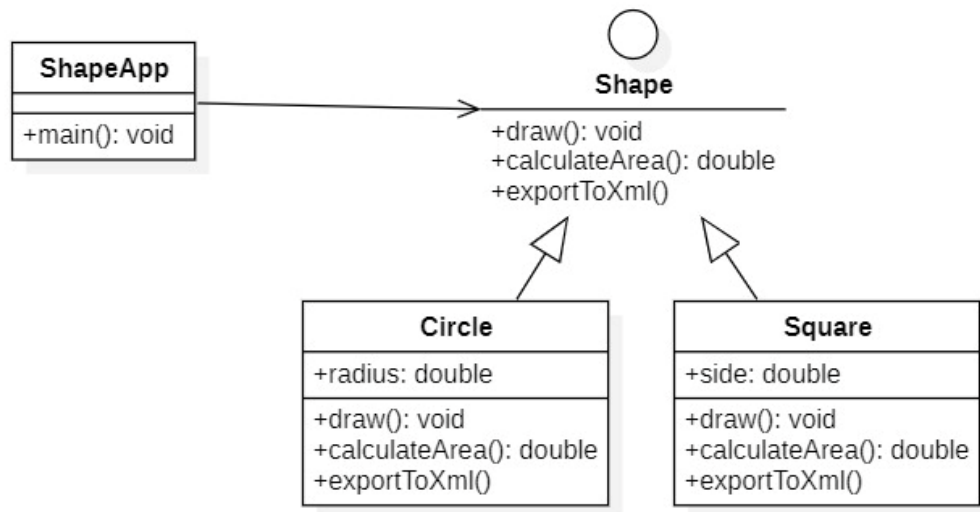 ShapeApp
+main(): void
Shape
+draw(): void
+calculateArea(): double
+exportToXml()
Circle
+radius: double
+draw(): void
+calculateArea(): double
+exportToXml()
Square
+side: double
+draw(): void
+calculateArea(): double
+exportToXml()